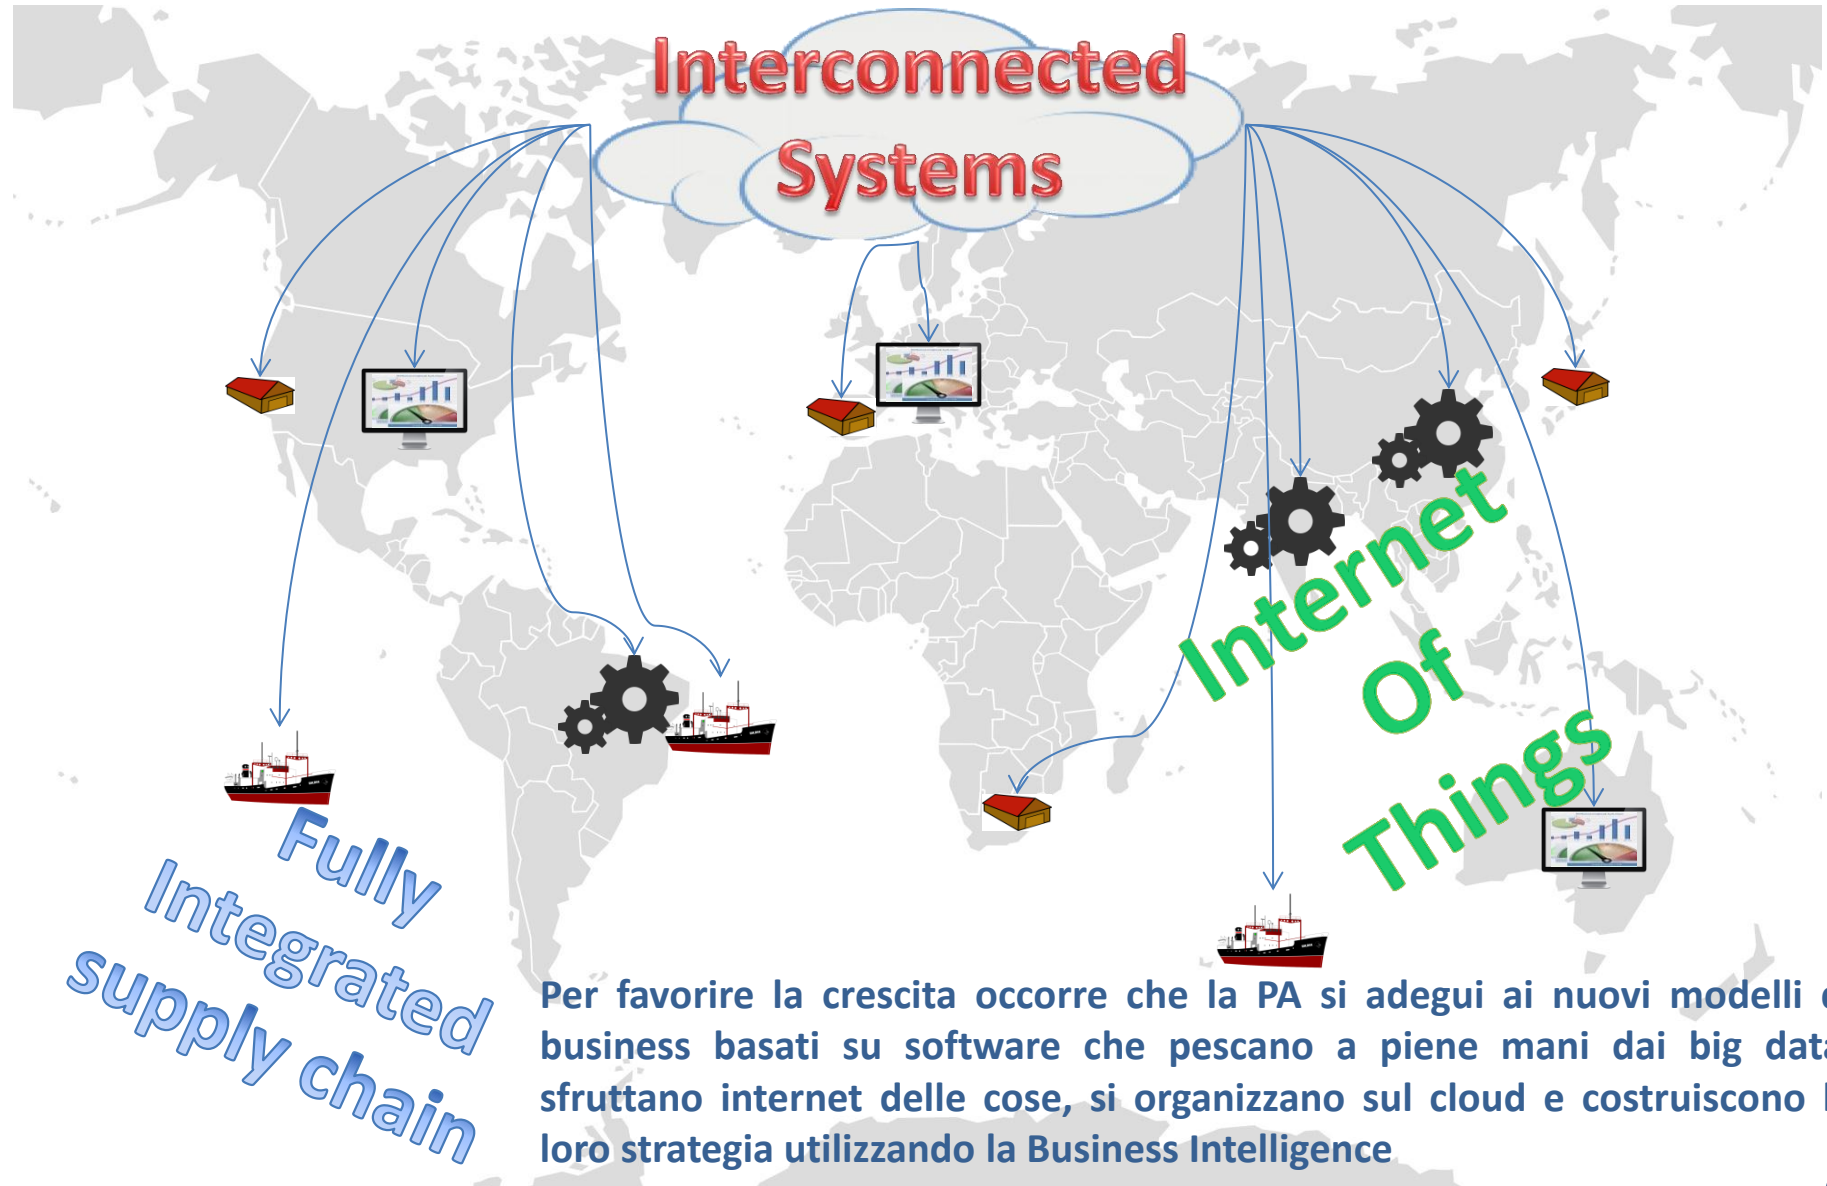 Interconnected
Systems
Internet
Of
Things
Fully
Integrated
supply chain
Per favorire la crescita occorre che la PA si adegui ai nuovi modelli
business basati su software che pescano a piene mani dai big data
sfruttano internet delle cose, si organizzano sul cloud e costruiscono
loro strategia utilizzando la Business Intelligence